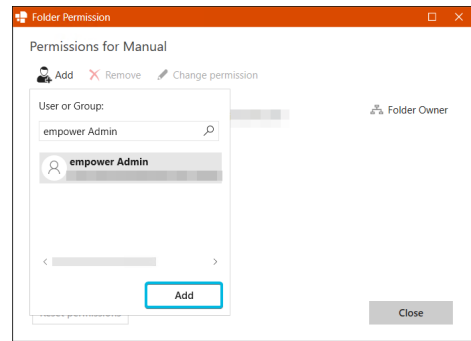 Folder Permission
Permissions for Manual
Add Remove Change permission
User or Group:
empower Admin
empower Admin
Folder Owner
Add
Close